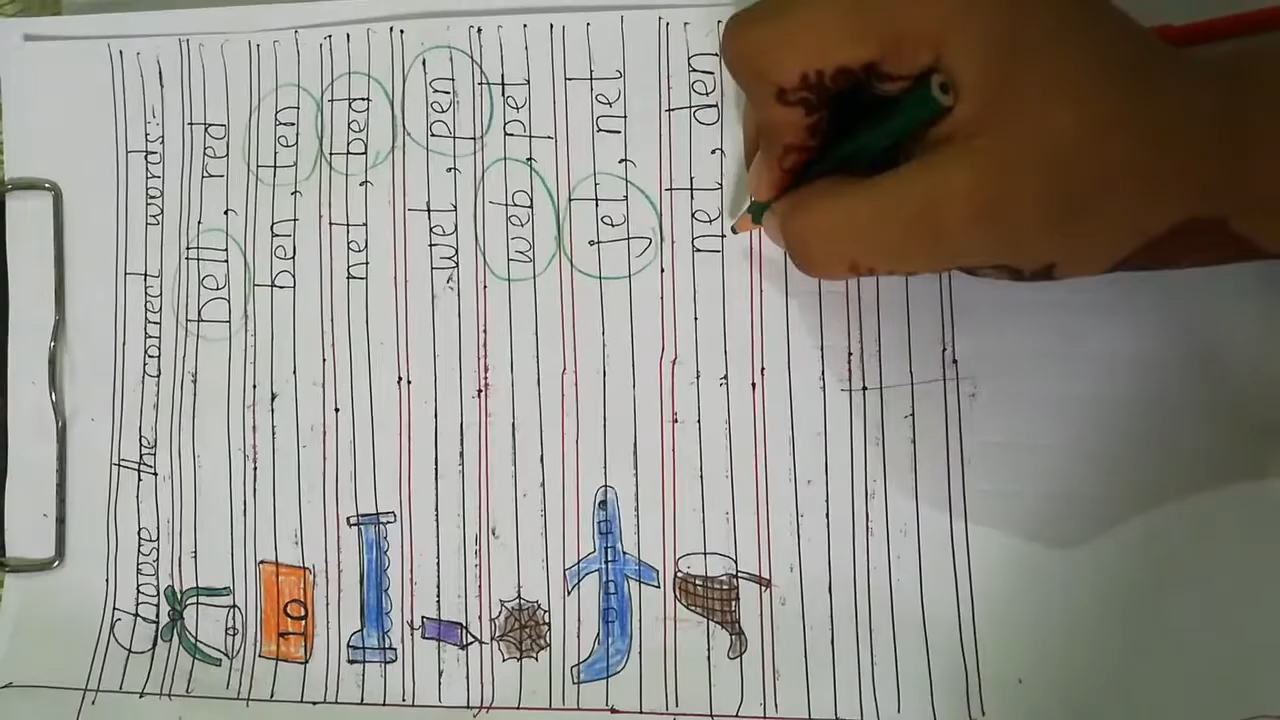 Choose the correct words:-
bell, red
10 ben, ten
net, bed
wet, pen
web, pet
jet, net
net, den